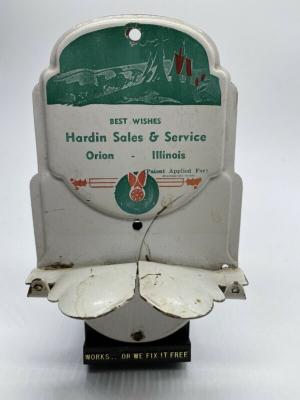 BEST WISHES
Hardin Sales & Service
Orion - Illinois
Patent Applied For
WORKS.. OR WE FIX IT FREE